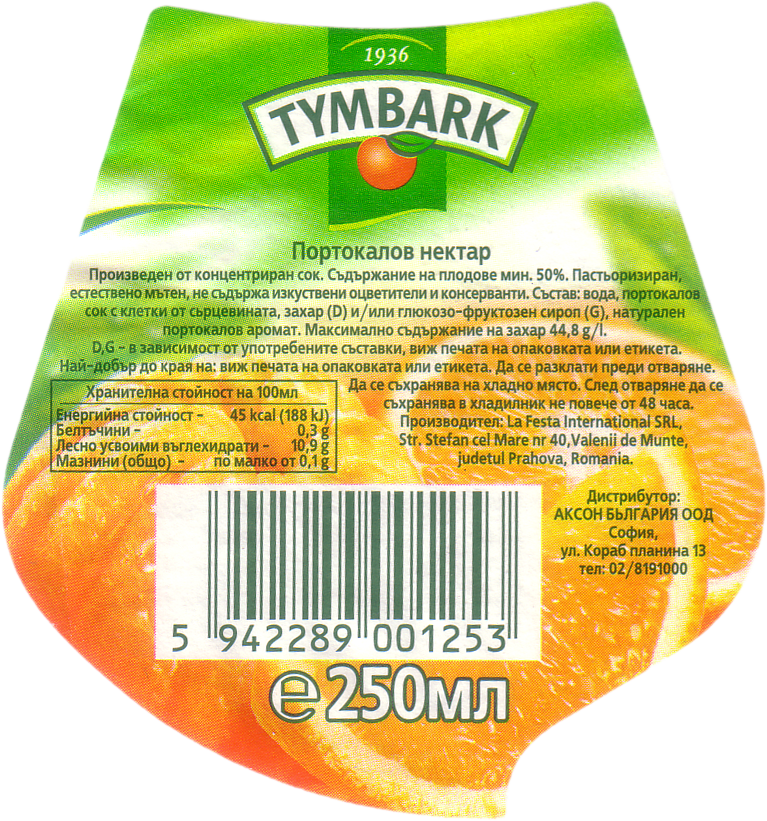 1936
TYMBARK
Портокалов нектар
Произведен от концентриран сок. Съдържание на плодове мин. 50%. Пастьоризиран,
естествено мътен, не съдържа изкуствени оцветители и консерванти. Състав: вода, портокалов
сок с клетки от сърцевината, захар (D) и/или глюкозо-фруктозен сироп (G), натурален
портокалов аромат. Максимално съдържание на захар 44,8 g/l.
D,G - в зависимост от употребените съставки, виж печата на опаковката или етикета.
Най-добър до края на: виж печата на опаковката или етикета. Да се разклати преди отваряне.
Да се съхранява на хладно място. След отваряне да се
съхранява в хладилник не повече от 48 часа.
Производител: La Festa International SRL,
Str. Stefan cel Mare nr 40,Valenii de Munte,
judetul Prahova, Romania.
Хранителна стойност на 100мл
Енергийна стойност - 45 kcal (188 kJ)
Белтъчини - 0,3 g
Лесно усвоими въглехидрати - 10,9 g
Мазнини (общо) - по малко от 0,1 g
Дистрибутор:
АКСОН БЪЛГАРИЯ ООД
София,
ул. Кораб планина 13
тел: 02/8191000
5 942289 001253
℮ 250мл